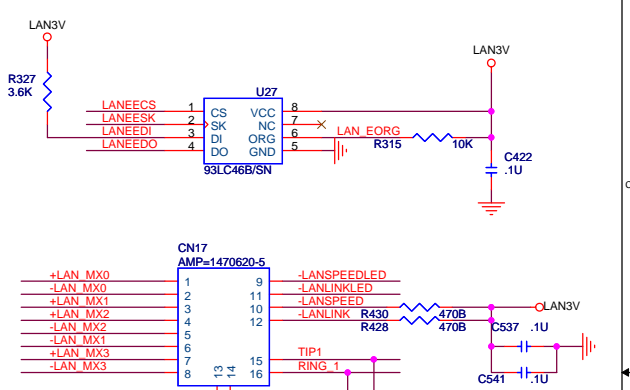 LAN3V
LAN3V
R327
3.6K
U27
LANEECS 1 CS VCC 8
LANEESK 2 SK NC 7
LANEEDI 3 DI ORG 6 LAN_EORG
LANEEDO 4 DO GND 5
R315 10K
93LC46B/SN
C422
.1U
CN17
AMP=1470620-5
+LAN_MX0 1 9 -LANSPEEDLED
-LAN_MX0 2 11 -LANLINKLED
+LAN_MX1 3 10 -LANSPEED
+LAN_MX2 4 12 -LANLINK
-LAN_MX2 5
-LAN_MX1 6
+LAN_MX3 7 15 TIP1
-LAN_MX3 8 16 RING_1
13
14
R430 470B
R428 470B
LAN3V
C537 .1U
C541 .1U